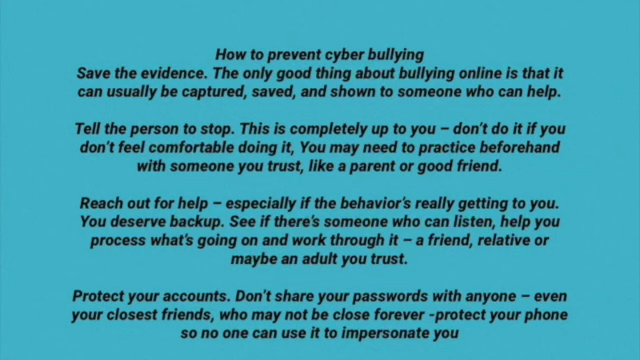 How to prevent cyber bullying
Save the evidence. The only good thing about bullying online is that it
can usually be captured, saved, and shown to someone who can help.
Tell the person to stop. This is completely up to you – don't do it if you
don't feel comfortable doing it, You may need to practice beforehand
with someone you trust, like a parent or good friend.
Reach out for help – especially if the behavior's really getting to you.
You deserve backup. See if there's someone who can listen, help you
process what's going on and work through it – a friend, relative or
maybe an adult you trust.
Protect your accounts. Don't share your passwords with anyone – even
your closest friends, who may not be close forever -protect your phone
so no one can use it to impersonate you